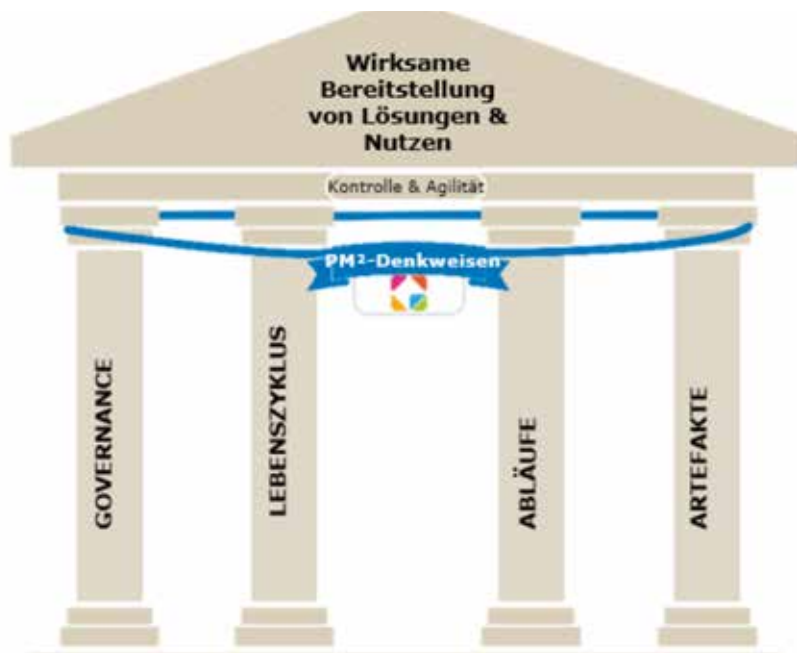 Wirksame
Bereitstellung
von Lösungen &
Nutzen
Kontrolle & Agilität
PM²-Denkweisen
GOVERNANCE
LEBENSZYKLUS
ABLÄUFE
ARTEFAKTE